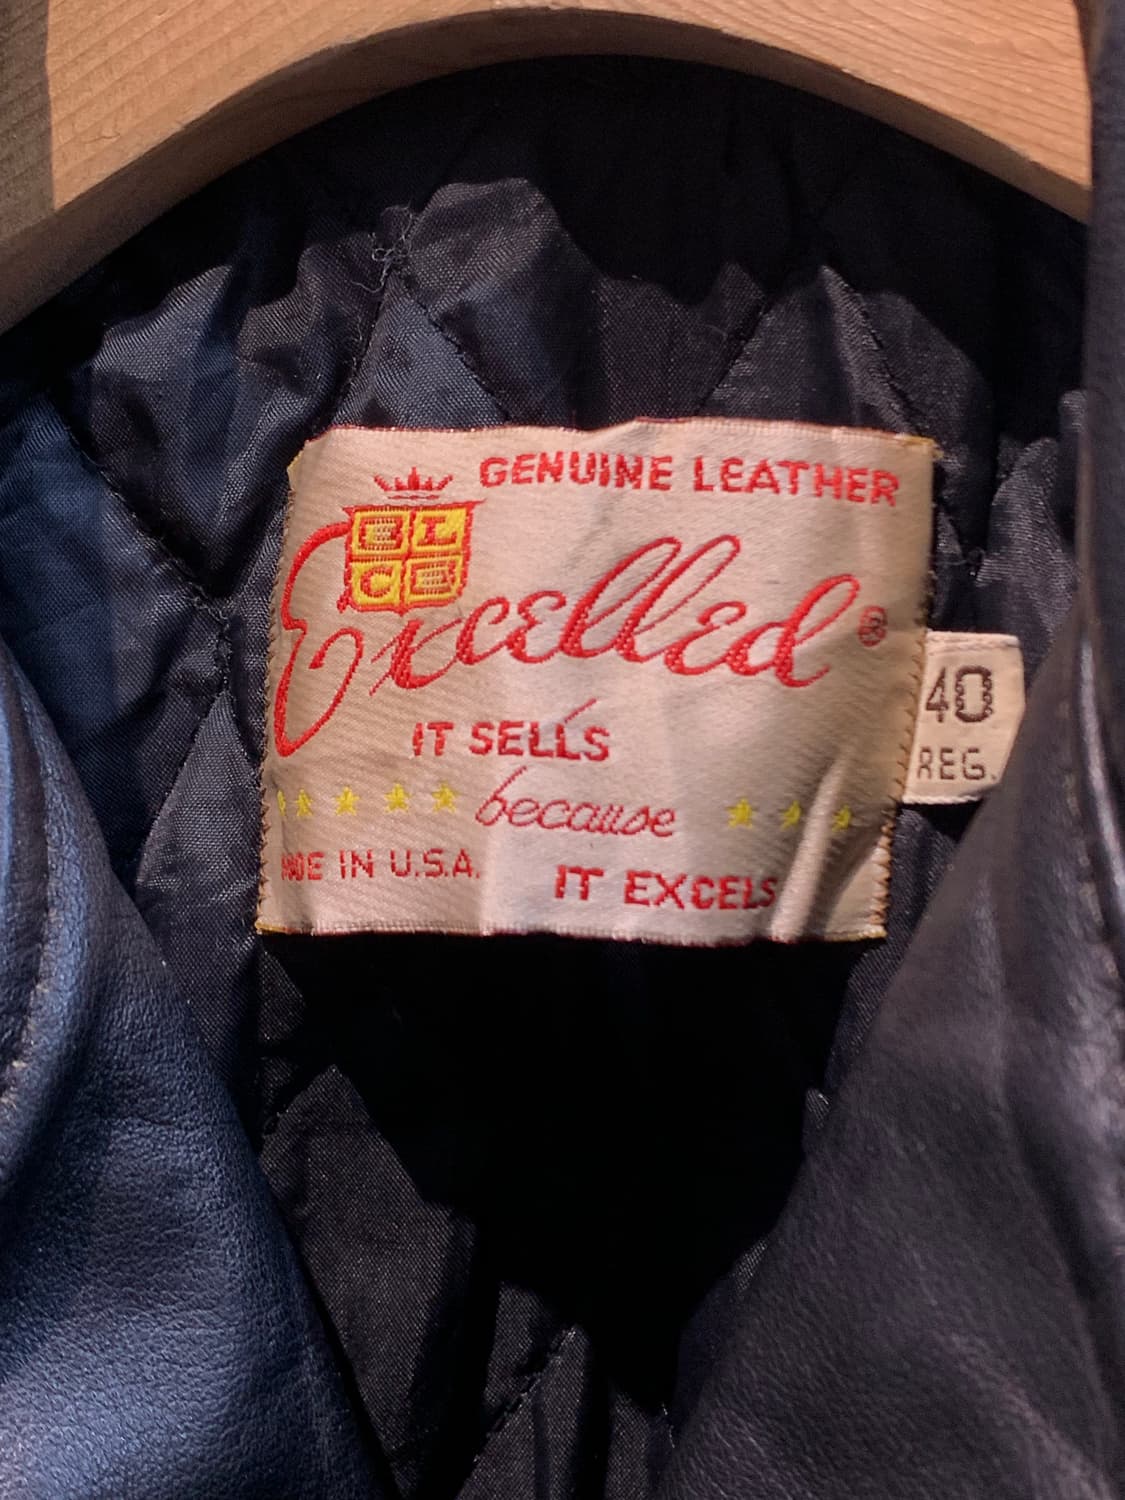 GENUINE LEATHER
Excelled®
IT SELLS
because
MADE IN U.S.A.
IT EXCELS
40
REG.